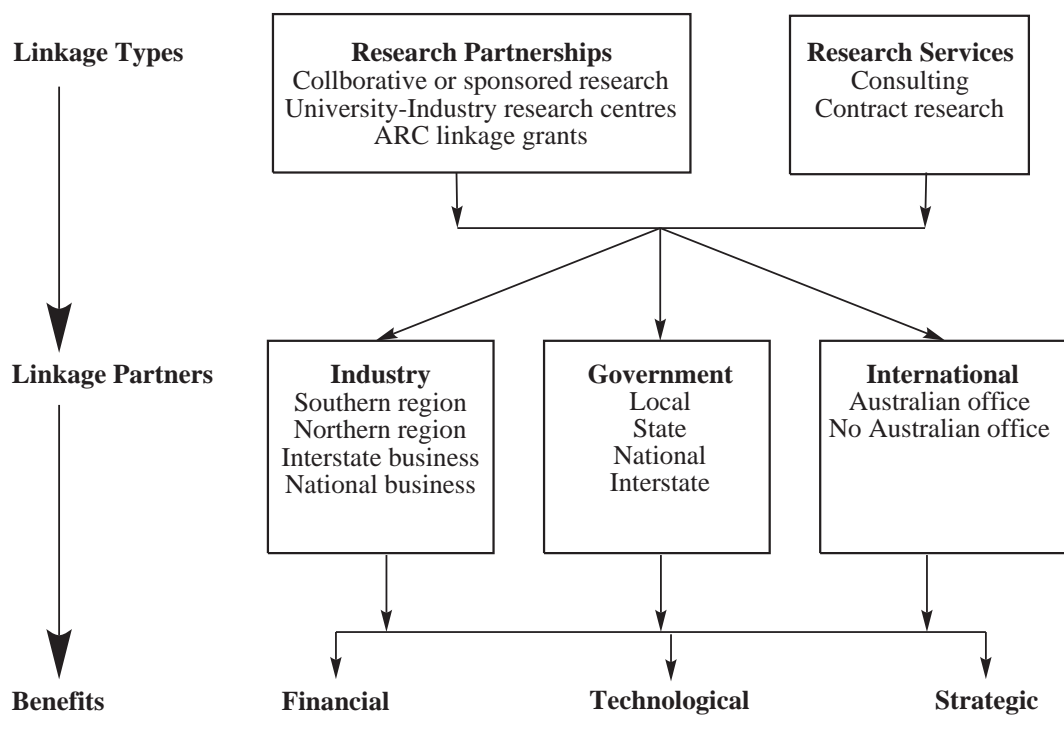 Linkage Types
Research Partnerships
Collborative or sponsored research
University-Industry research centres
ARC linkage grants
Research Services
Consulting
Contract research
Linkage Partners
Industry
Southern region
Northern region
Interstate business
National business
Government
Local
State
National
Interstate
International
Australian office
No Australian office
Benefits
Financial
Technological
Strategic